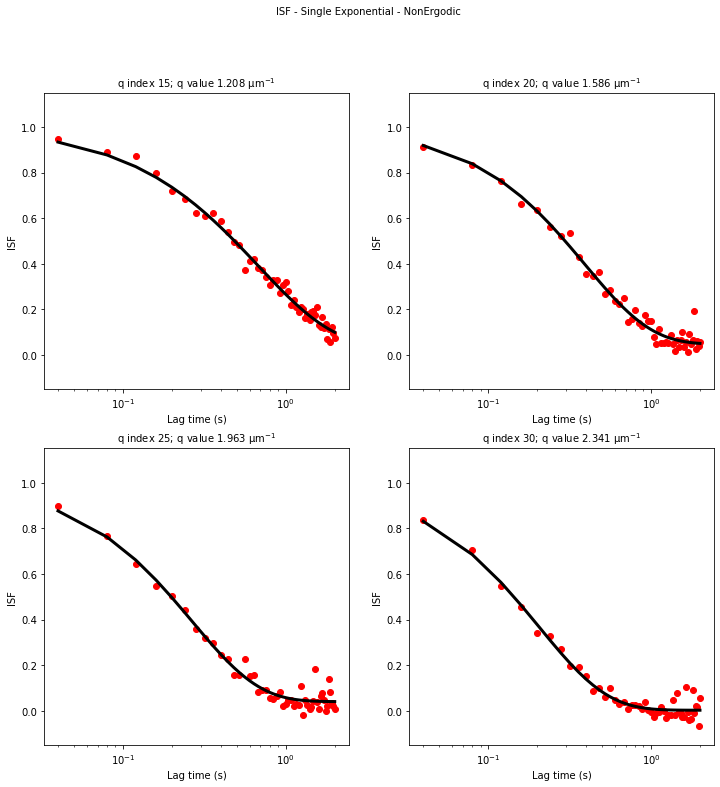 ISF - Single Exponential - NonErgodic
q index 15; q value 1.208 μm⁻¹
q index 20; q value 1.586 μm⁻¹
1.0
0.8
0.6
0.4
0.2
0.0
ISF
10⁻¹
10⁰
Lag time (s)
1.0
0.8
0.6
0.4
0.2
0.0
ISF
10⁻¹
10⁰
Lag time (s)
q index 25; q value 1.963 μm⁻¹
q index 30; q value 2.341 μm⁻¹
1.0
0.8
0.6
0.4
0.2
0.0
ISF
10⁻¹
10⁰
Lag time (s)
1.0
0.8
0.6
0.4
0.2
0.0
ISF
10⁻¹
10⁰
Lag time (s)